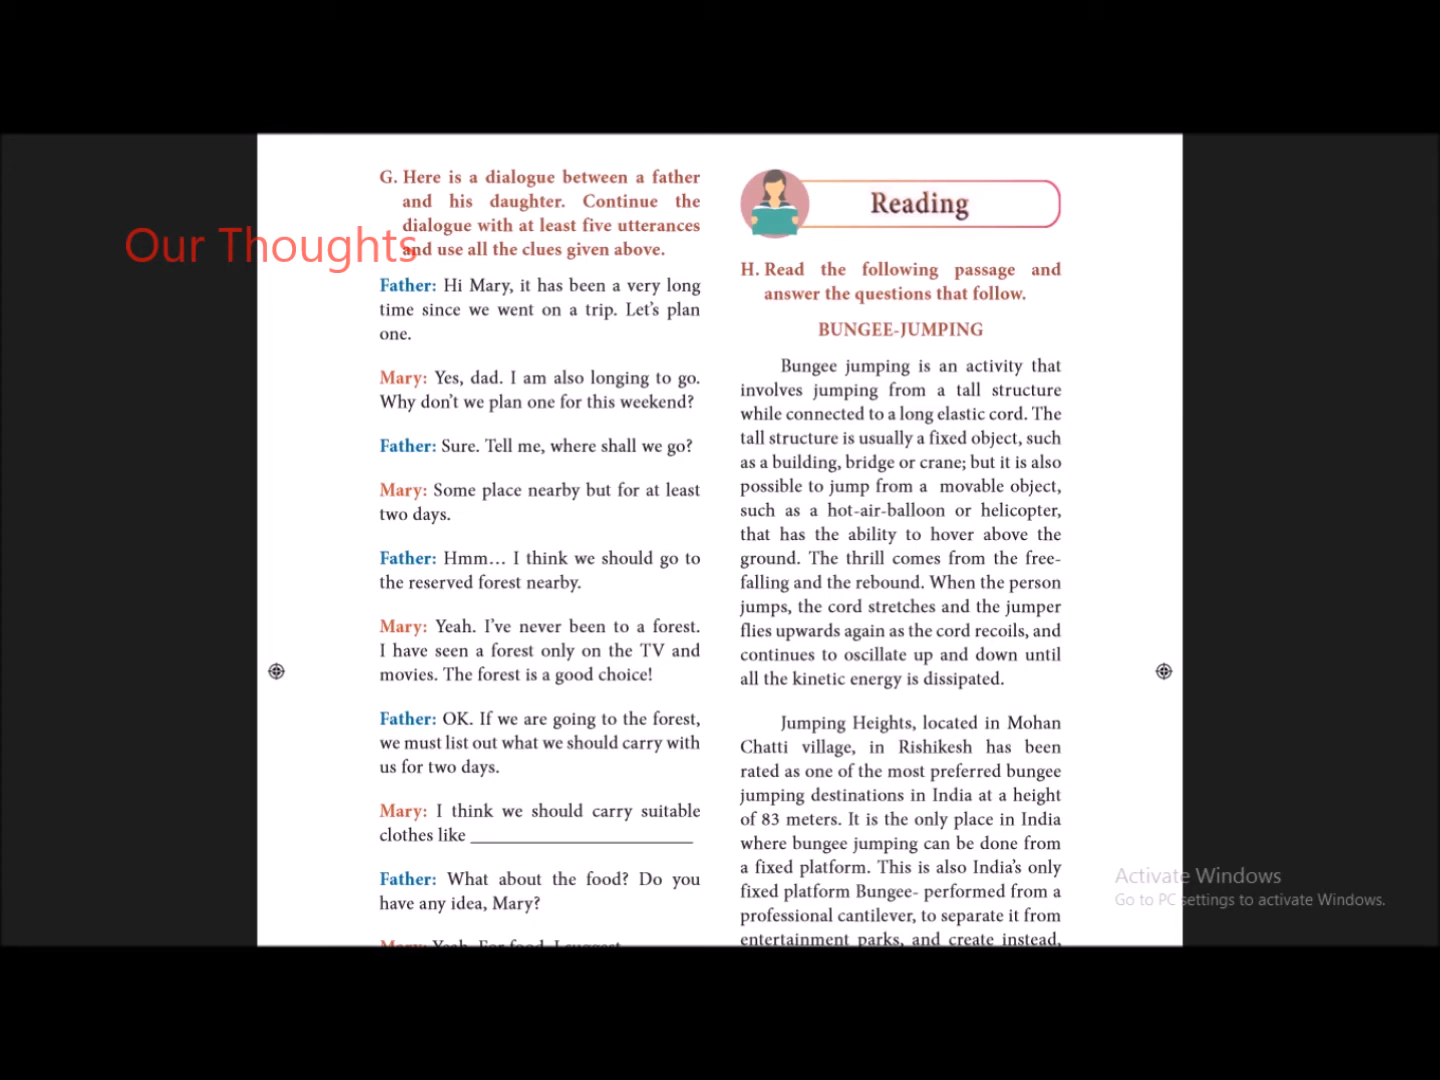 G. Here is a dialogue between a father
and his daughter. Continue the
dialogue with at least five utterances
and use all the clues given above.
Our Thoughts
Father: Hi Mary, it has been a very long
time since we went on a trip. Let's plan
one.
Mary: Yes, dad. I am also longing to go.
Why don't we plan one for this weekend?
Father: Sure. Tell me, where shall we go?
Mary: Some place nearby but for at least
two days.
Father: Hmm… I think we should go to
the reserved forest nearby.
Mary: Yeah. I've never been to a forest.
I have seen a forest only on the TV and
movies. The forest is a good choice!
Father: OK. If we are going to the forest,
we must list out what we should carry with
us for two days.
Mary: I think we should carry suitable
clothes like ______________________
Father: What about the food? Do you
have any idea, Mary?
Mary: Yeah. For food, I suggest
Reading
H. Read the following passage and
answer the questions that follow.
BUNGEE-JUMPING
Bungee jumping is an activity that
involves jumping from a tall structure
while connected to a long elastic cord. The
tall structure is usually a fixed object, such
as a building, bridge or crane; but it is also
possible to jump from a movable object,
such as a hot-air-balloon or helicopter,
that has the ability to hover above the
ground. The thrill comes from the free-
falling and the rebound. When the person
jumps, the cord stretches and the jumper
flies upwards again as the cord recoils, and
continues to oscillate up and down until
all the kinetic energy is dissipated.
Jumping Heights, located in Mohan
Chatti village, in Rishikesh has been
rated as one of the most preferred bungee
jumping destinations in India at a height
of 83 meters. It is the only place in India
where bungee jumping can be done from
a fixed platform. This is also India's only
fixed platform Bungee- performed from a
professional cantilever, to separate it from
entertainment parks, and create instead,
Activate Windows
Go to PC settings to activate Windows.